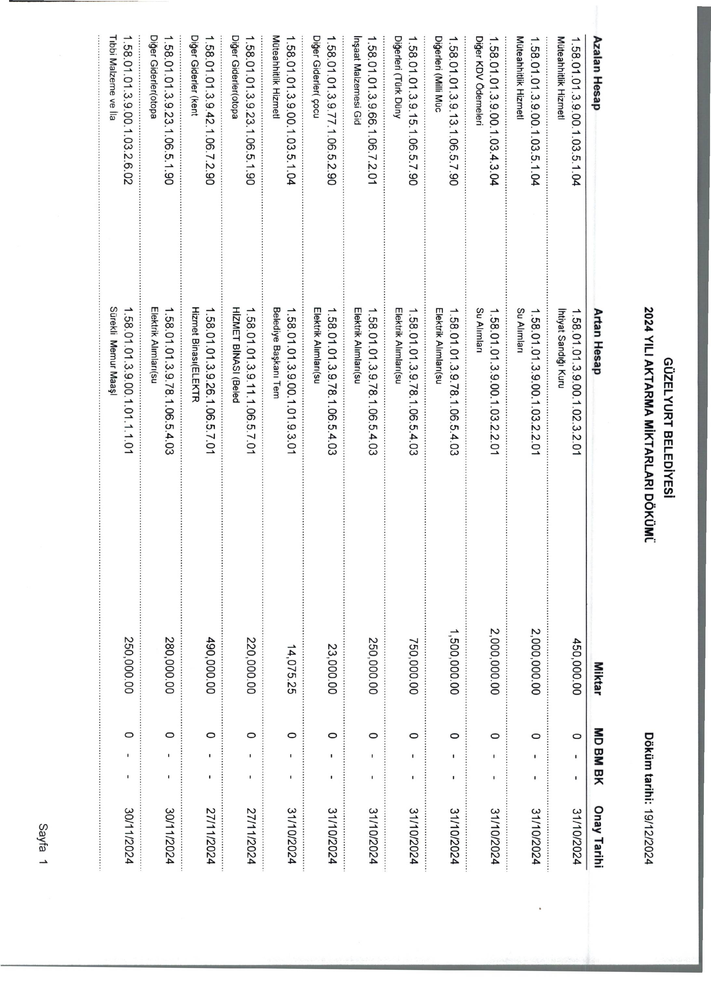 GÜZELYURT BELEDİYESİ
2024 YILI AKTARMA MİKTARLARI DÖKÜMÜ Döküm tarihi: 19/12/2024
Azalan Hesap Artan Hesap Miktar MD BM BK Onay Tarihi
1.58.01.01.3.9.00.1.03.5.1.04 1.58.01.01.3.9.00.1.02.3.2.01 450,000.00 0 - - 31/10/2024
Müteahhitlik Hizmetl İhtiyat Sandığı Kuru
1.58.01.01.3.9.00.1.03.5.1.04 1.58.01.01.3.9.00.1.03.2.2.01 2,000,000.00 0 - - 31/10/2024
Müteahhitlik Hizmetl Su Alımları
1.58.01.01.3.9.00.1.03.4.3.04 1.58.01.01.3.9.00.1.03.2.2.01 2,000,000.00 0 - - 31/10/2024
Diğer KDV Ödemeleri Su Alımları
1.58.01.01.3.9.13.1.06.5.7.90 1.58.01.01.3.9.78.1.06.5.4.03 1,500,000.00 0 - - 31/10/2024
Diğerleri (Milli Müc Elektrik Alımları(su
1.58.01.01.3.9.15.1.06.5.7.90 1.58.01.01.3.9.78.1.06.5.4.03 750,000.00 0 - - 31/10/2024
Diğerleri (Türk Düny Elektrik Alımları(su
1.58.01.01.3.9.66.1.06.7.2.01 1.58.01.01.3.9.78.1.06.5.4.03 250,000.00 0 - - 31/10/2024
İnşaat Malzemesi Gid Elektrik Alımları(su
1.58.01.01.3.9.77.1.06.5.2.90 1.58.01.01.3.9.78.1.06.5.4.03 23,000.00 0 - - 31/10/2024
Diğer Giderler( çocu Elektrik Alımları(su
1.58.01.01.3.9.00.1.03.5.1.04 1.58.01.01.3.9.00.1.01.9.3.01 14,075.25 0 - - 31/10/2024
Müteahhitlik Hizmetl Belediye Başkanı Tem
1.58.01.01.3.9.23.1.06.5.1.90 1.58.01.01.3.9.11.1.06.5.7.01 220,000.00 0 - - 27/11/2024
Diğer Giderler(otopa HİZMET BİNASI (Beled
1.58.01.01.3.9.42.1.06.7.2.90 1.58.01.01.3.9.26.1.06.5.7.01 490,000.00 0 - - 27/11/2024
Diğer Giderler (kent Hizmet Binası(ELEKTR
1.58.01.01.3.9.23.1.06.5.1.90 1.58.01.01.3.9.78.1.06.5.4.03 280,000.00 0 - - 30/11/2024
Diğer Giderler(otopa Elektrik Alımları(su
1.58.01.01.3.9.00.1.03.2.6.02 1.58.01.01.3.9.00.1.01.1.1.01 250,000.00 0 - - 30/11/2024
Tıbbi Malzeme ve İla Sürekli Memur Maaşl
Sayfa 1